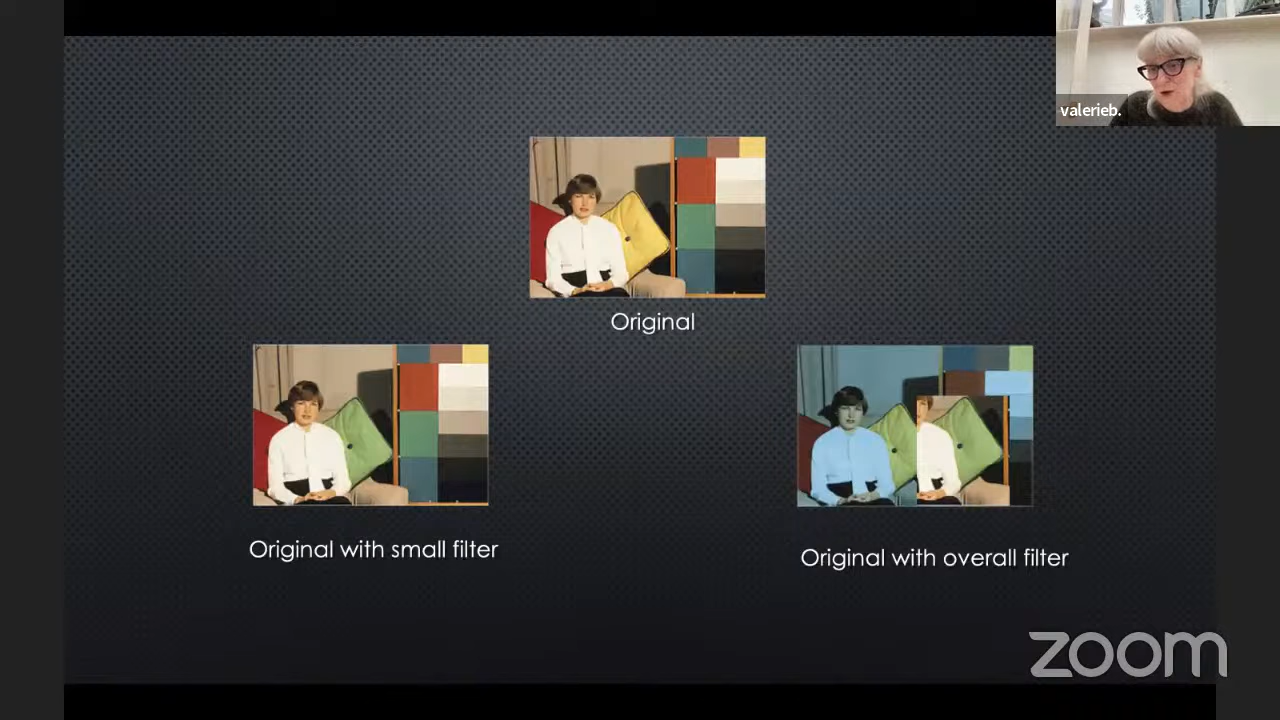 valerieb.
Original
Original with small filter
Original with overall filter
zoom